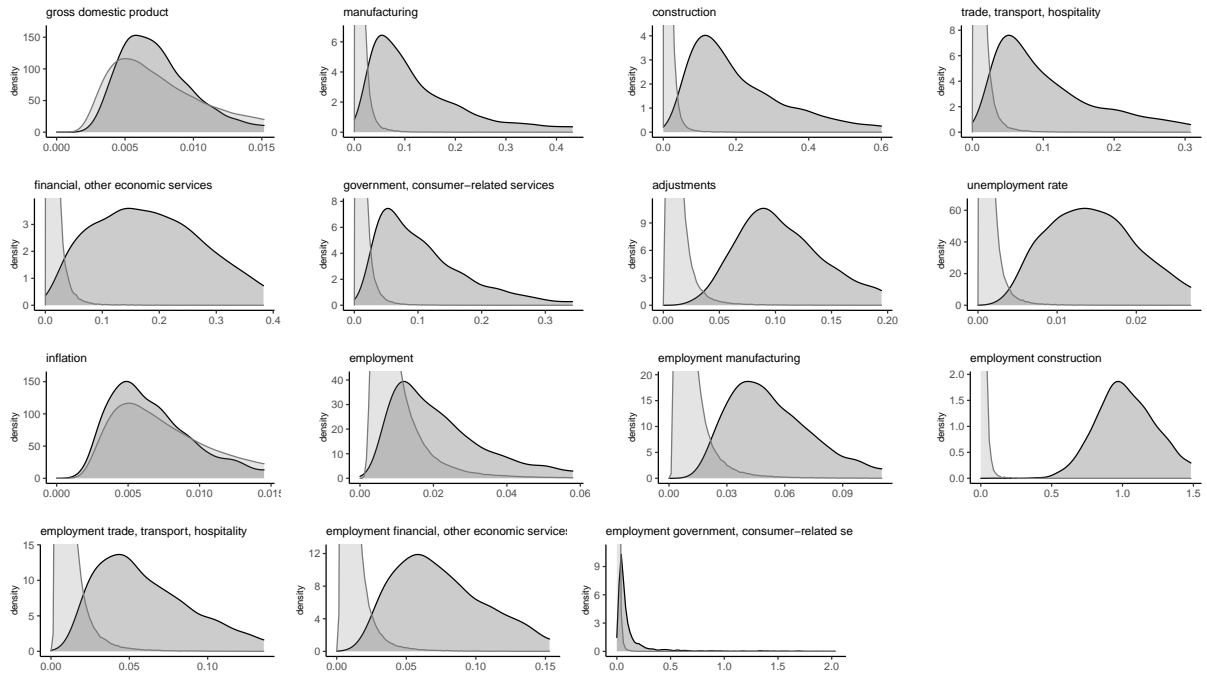 gross domestic product
density
150
100
50
0
0.000 0.005 0.010 0.015
manufacturing
density
6
4
2
0
0.0 0.1 0.2 0.3 0.4
construction
density
4
3
2
1
0
0.0 0.2 0.4 0.6
trade, transport, hospitality
density
8
6
4
2
0
0.0 0.1 0.2 0.3
financial, other economic services
density
3
2
1
0
0.0 0.1 0.2 0.3 0.4
government, consumer−related services
density
8
6
4
2
0
0.0 0.1 0.2 0.3
adjustments
density
9
6
3
0
0.00 0.05 0.10 0.15 0.20
unemployment rate
density
60
40
20
0
0.00 0.01 0.02
inflation
density
150
100
50
0
0.000 0.005 0.010 0.015
employment
density
40
30
20
10
0
0.00 0.02 0.04 0.06
employment manufacturing
density
20
15
10
5
0
0.00 0.03 0.06 0.09
employment construction
density
2.0
1.5
1.0
0.5
0.0
0.0 0.5 1.0 1.5
employment trade, transport, hospitality
density
15
10
5
0
0.00 0.05 0.10
employment financial, other economic services
density
12
8
4
0
0.00 0.05 0.10 0.15
employment government, consumer−related se
density
9
6
3
0
0.0 0.5 1.0 1.5 2.0